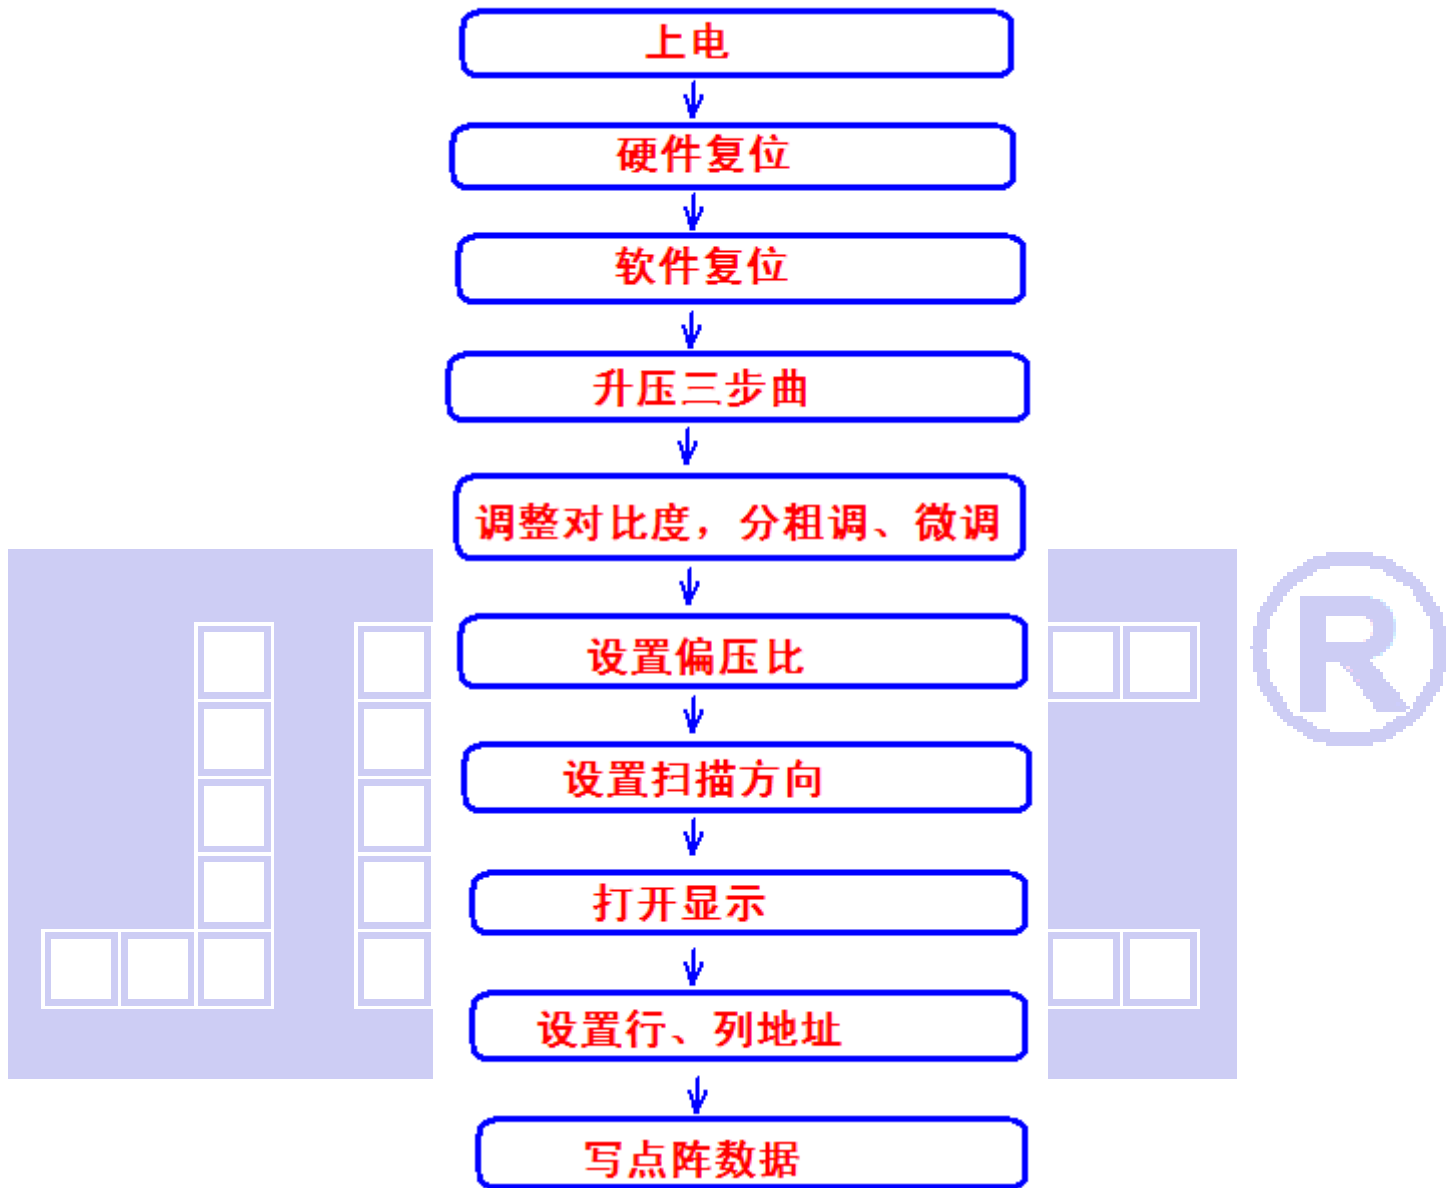 上电
硬件复位
软件复位
升压三步曲
调整对比度，分粗调、微调
设置偏压比
设置扫描方向
打开显示
设置行、列地址
写点阵数据
®